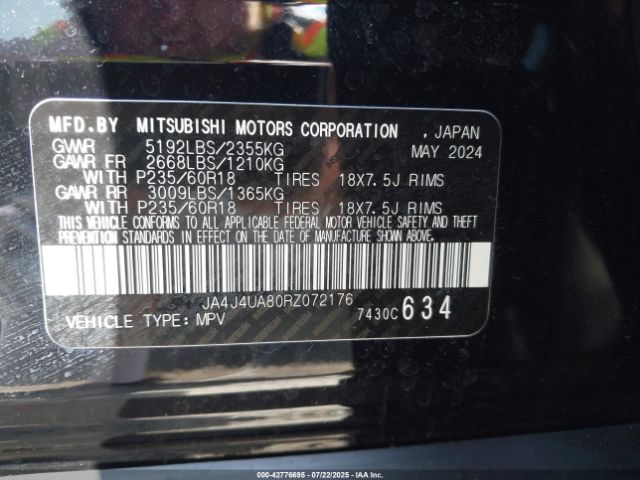 MFD. BY MITSUBISHI MOTORS CORPORATION , JAPAN
GVWR 5192LBS/2355KG MAY 2024
GAWR FR 2668LBS/1210KG
WITH P235/60R18 TIRES 18X7.5J RIMS
GAWR RR 3009LBS/1365KG
WITH P235/60R18 TIRES 18X7.5J RIMS
THIS VEHICLE CONFORMS TO ALL APPLICABLE FEDERAL MOTOR VEHICLE SAFETY AND THEFT
PREVENTION STANDARDS IN EFFECT ON THE DATE OF MANUFACTURE SHOWN ABOVE.
JA4J4UA80RZ072176
VEHICLE TYPE: MPV 7430C 634
000-42776695 - 07/22/2025 - © IAA Inc.